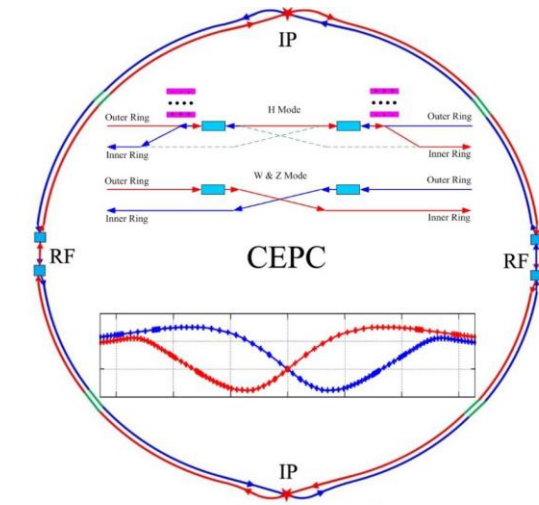 IP
H Mode
Outer Ring
Outer Ring
Inner Ring
Inner Ring
W & Z Mode
Outer Ring
Outer Ring
Inner Ring
Inner Ring
RF
CEPC
RF
IP